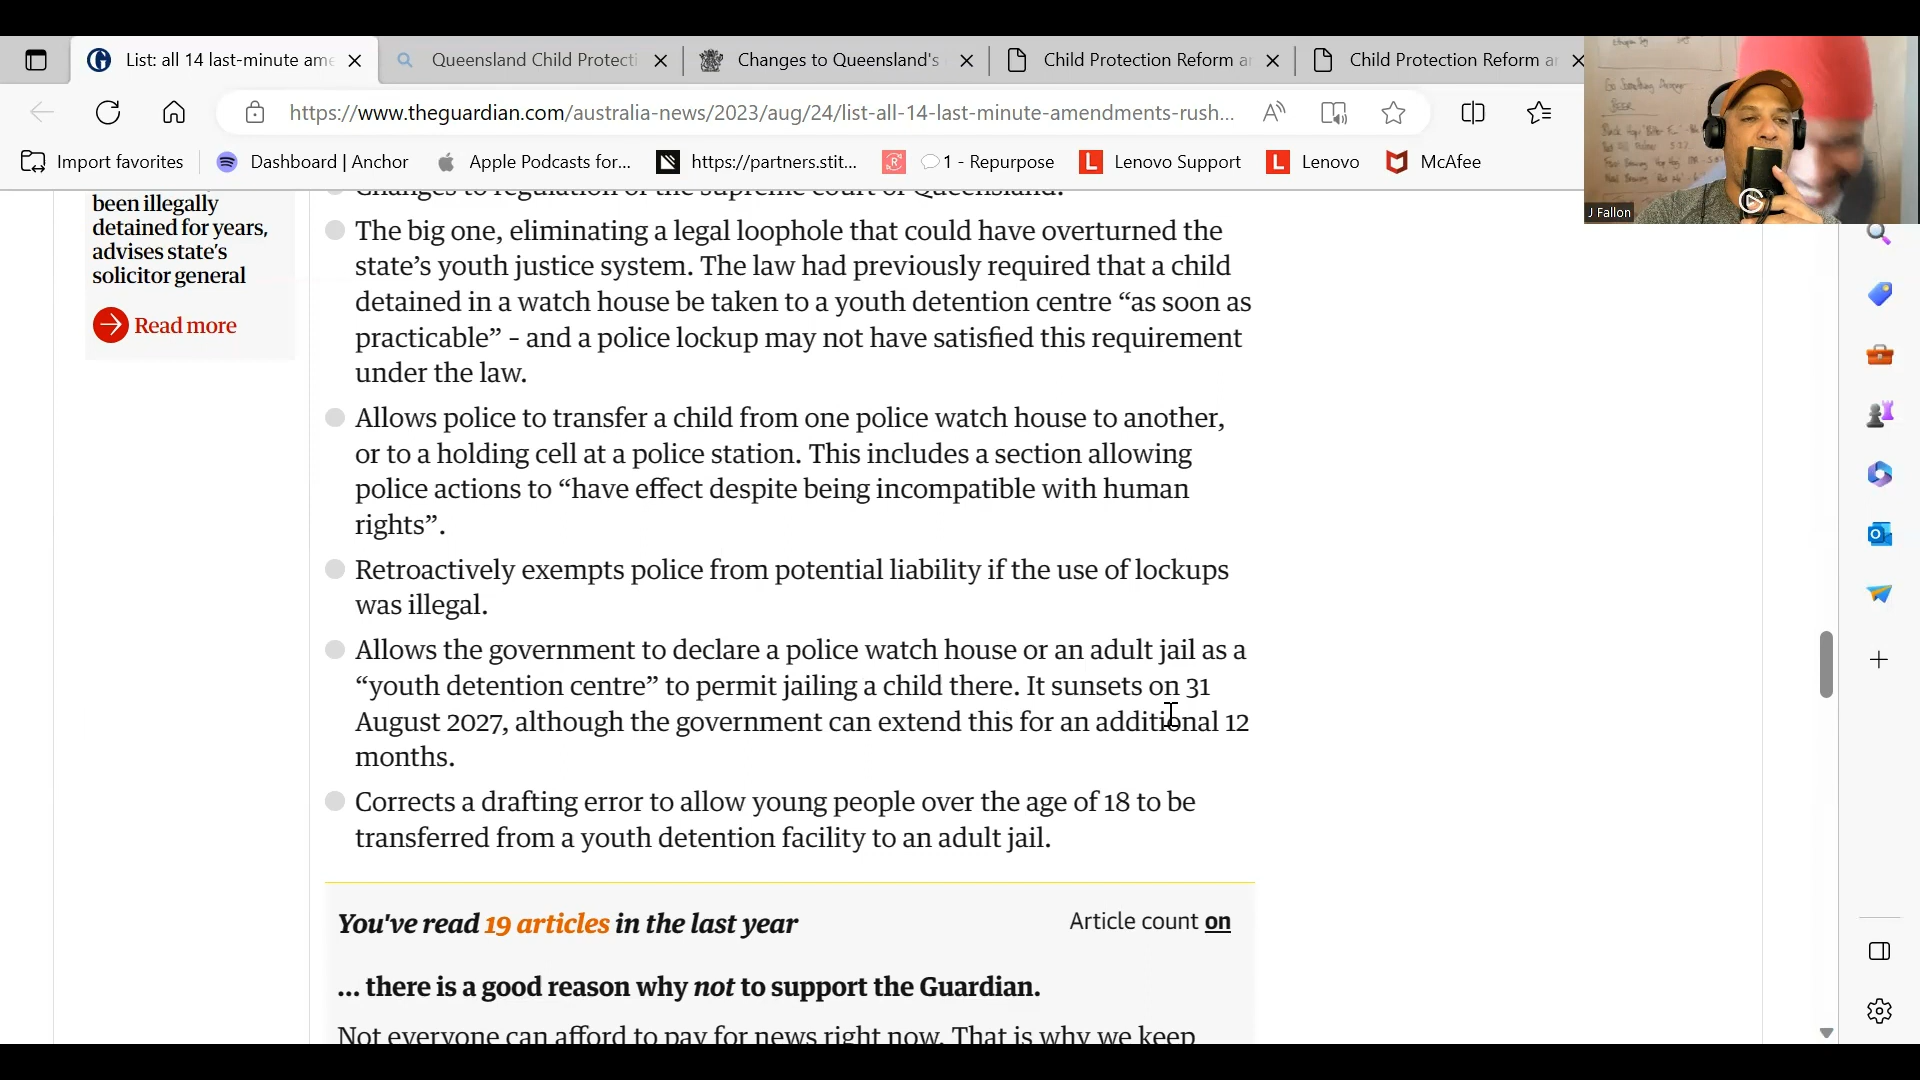 List: all 14 last-minute ame
Queensland Child Protecti
Changes to Queensland's
Child Protection Reform a
Child Protection Reform a
https://www.theguardian.com/australia-news/2023/aug/24/list-all-14-last-minute-amendments-rush...
Import favorites
Dashboard | Anchor
Apple Podcasts for...
https://partners.stit...
1 - Repurpose
Lenovo Support
Lenovo
McAfee
J Fallon
been illegally
detained for years,
advises state's
solicitor general
Read more
Changes to regulation of the supreme court of Queensland.
The big one, eliminating a legal loophole that could have overturned the
state’s youth justice system. The law had previously required that a child
detained in a watch house be taken to a youth detention centre “as soon as
practicable” - and a police lockup may not have satisfied this requirement
under the law.
Allows police to transfer a child from one police watch house to another,
or to a holding cell at a police station. This includes a section allowing
police actions to “have effect despite being incompatible with human
rights”.
Retroactively exempts police from potential liability if the use of lockups
was illegal.
Allows the government to declare a police watch house or an adult jail as a
“youth detention centre” to permit jailing a child there. It sunsets on 31
August 2027, although the government can extend this for an additional 12
months.
Corrects a drafting error to allow young people over the age of 18 to be
transferred from a youth detention facility to an adult jail.
You've read 19 articles in the last year
Article count on
... there is a good reason why not to support the Guardian.
Not everyone can afford to pay for news right now. That is why we keep